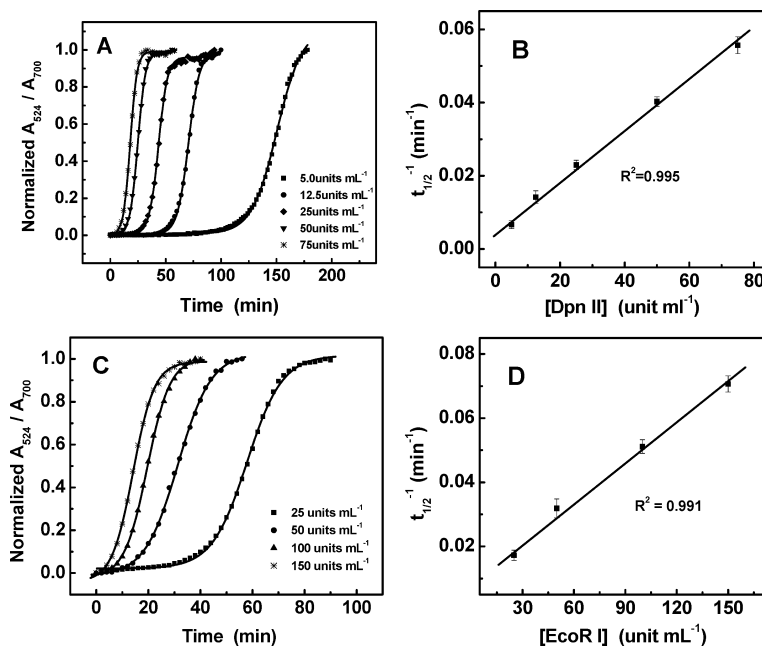 A
Normalized A524 / A700
1.0
0.8
0.6
0.4
0.2
0.0
5.0units mL-1
12.5units mL-1
25units mL-1
50units mL-1
75units mL-1
0 50 100 150 200
Time (min)
B
t1/2-1 (min-1)
0.06
0.04
0.02
0.00
R2=0.995
0 20 40 60 80
[Dpn II] (unit ml-1)
C
Normalized A524 / A700
1.0
0.8
0.6
0.4
0.2
0.0
25 units mL-1
50 units mL-1
100 units mL-1
150 units mL-1
0 20 40 60 80 100
Time (min)
D
t1/2-1 (min-1)
0.08
0.06
0.04
0.02
R2 = 0.991
30 60 90 120 150
[EcoR I] (unit mL-1)